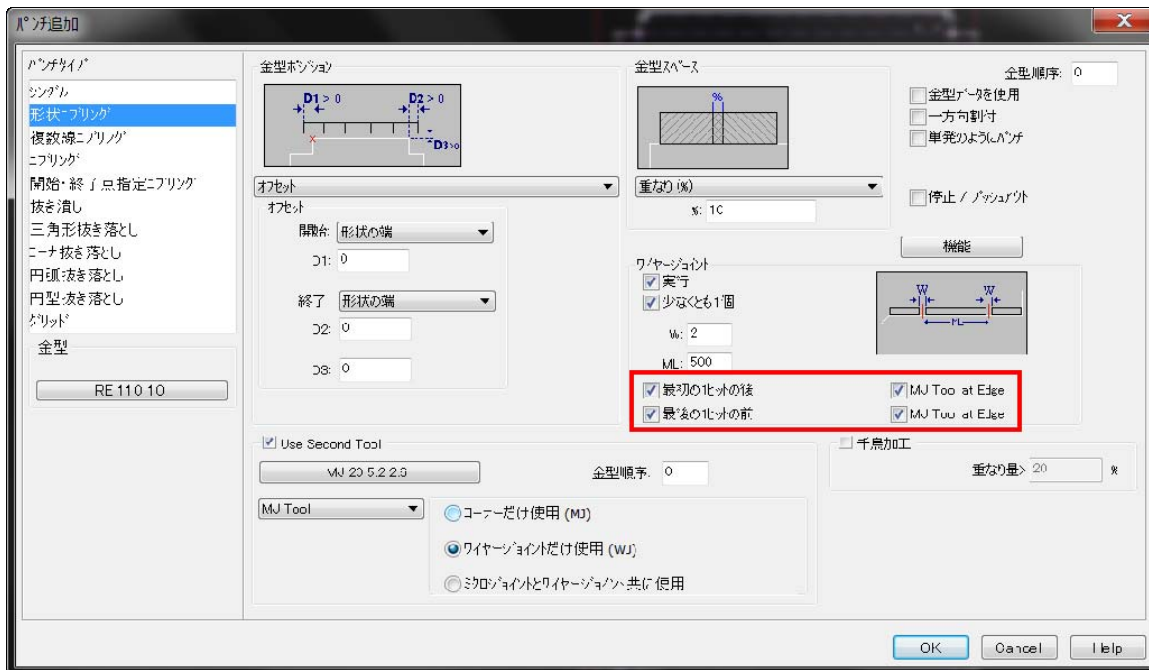 パンチ追加
パンチタイプ
シングル
形状ニブリング
複数線ニブリング
ニブリング
開始・終了点指定ニブリング
抜き潰し
三角形抜き落とし
コーナ抜き落とし
円弧抜き落とし
円型抜き落とし
グリッド
金型
RE 110 10
金型ポジション
D1 > 0
D2 > 0
D3>0
オフセット
オフセット
開始:
形状の端
D1: 0
終了
形状の端
D2: 0
D3: 0
金型スペース
%
重なり (%)
%: 10
金型順序: 0
金型データを使用
一方向割付
単発のようにパンチ
停止 / プッシュアウト
機能
ワイヤージョイント
実行
少なくとも1個
W: 2
ML: 500
W
W
ML
最初の1ヒットの後
MJ Tool at Edge
最後の1ヒットの前
MJ Tool at Edge
Use Second Tool
MJ 20 5.2 2.6
金型順序: 0
MJ Tool
コーナーだけ使用 (MJ)
ワイヤージョイントだけ使用 (WJ)
ミクロジョイントとワイヤージョイント共に使用
千鳥加工
重なり量> 20 %
OK
Cancel
Help